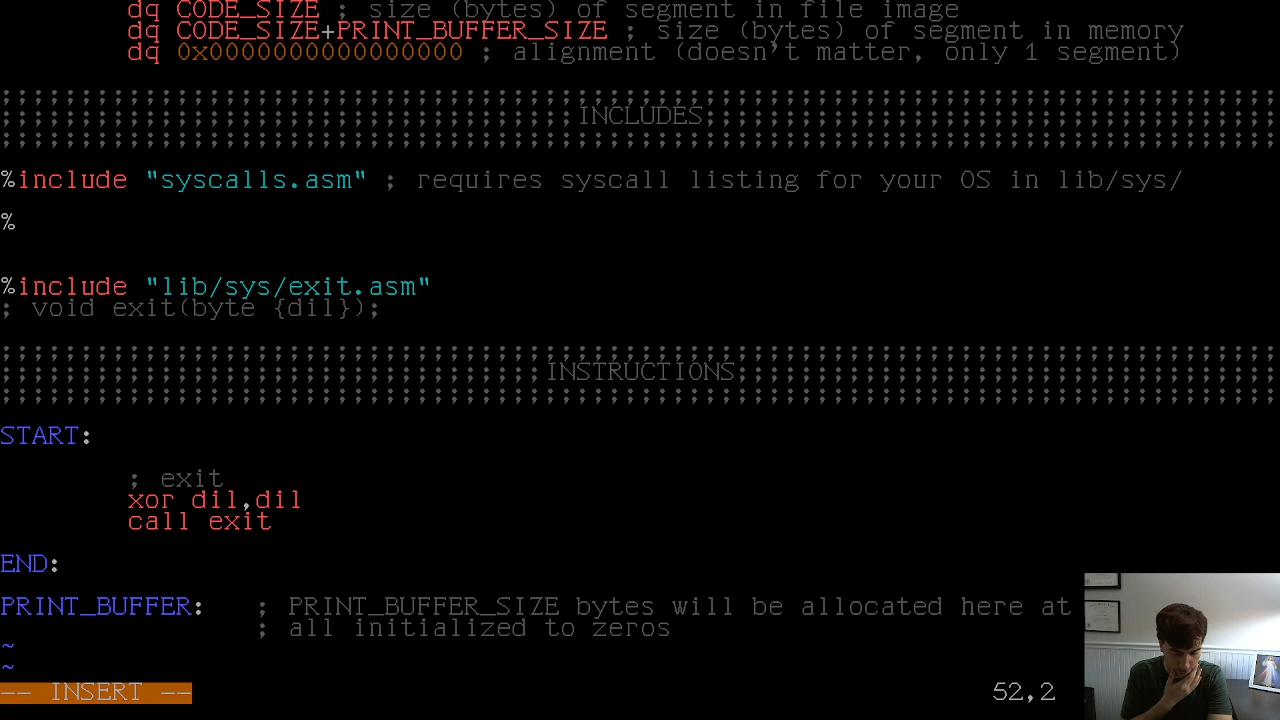 dq CODE_SIZE ; size (bytes) of segment in file image
dq CODE_SIZE+PRINT_BUFFER_SIZE ; size (bytes) of segment in memory
dq 0x0000000000000000 ; alignment (doesn't matter, only 1 segment)
;;;;;;;;;;;;;;;;;;;;;;;;;;;;;;;;;;;;;;;;;;;;;;;;;;;;;;;;;;;;;;;;;;;;;;;;;;;;;;;;
;;;;;;;;;;;;;;;;;;;;;;;;;;;;;;;;;;;;INCLUDES;;;;;;;;;;;;;;;;;;;;;;;;;;;;;;;;;;;;
;;;;;;;;;;;;;;;;;;;;;;;;;;;;;;;;;;;;;;;;;;;;;;;;;;;;;;;;;;;;;;;;;;;;;;;;;;;;;;;;
%include "syscalls.asm" ; requires syscall listing for your OS in lib/sys/
%
%include "lib/sys/exit.asm"
; void exit(byte {dil});
;;;;;;;;;;;;;;;;;;;;;;;;;;;;;;;;;;;;;;;;;;;;;;;;;;;;;;;;;;;;;;;;;;;;;;;;;;;;;;;;
;;;;;;;;;;;;;;;;;;;;;;;;;;;;;;;;;;INSTRUCTIONS;;;;;;;;;;;;;;;;;;;;;;;;;;;;;;;;;;
;;;;;;;;;;;;;;;;;;;;;;;;;;;;;;;;;;;;;;;;;;;;;;;;;;;;;;;;;;;;;;;;;;;;;;;;;;;;;;;;
START:
; exit
xor dil,dil
call exit
END:
PRINT_BUFFER: ; PRINT_BUFFER_SIZE bytes will be allocated here at
; all initialized to zeros
~
~
-- INSERT -- 52,2